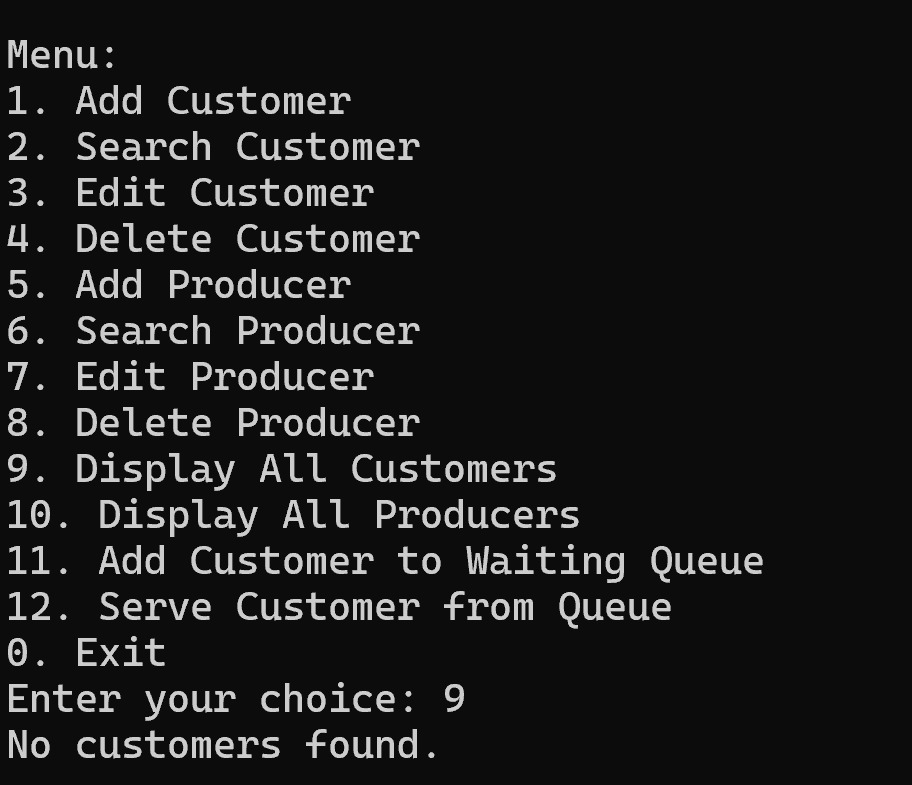 Menu:
1. Add Customer
2. Search Customer
3. Edit Customer
4. Delete Customer
5. Add Producer
6. Search Producer
7. Edit Producer
8. Delete Producer
9. Display All Customers
10. Display All Producers
11. Add Customer to Waiting Queue
12. Serve Customer from Queue
0. Exit
Enter your choice: 9
No customers found.